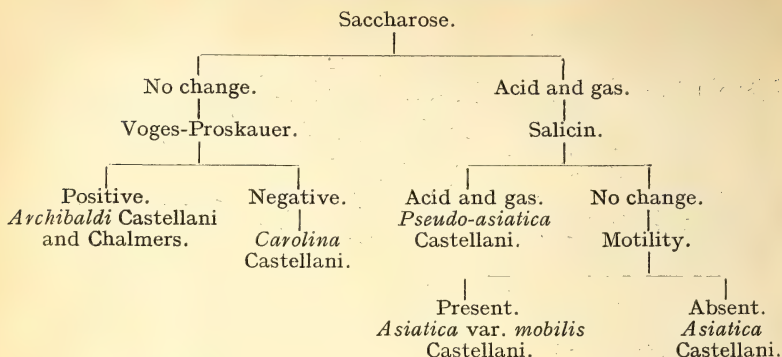 Saccharose.
No change. Acid and gas.
Voges-Proskauer. Salicin.
Positive. Negative. Acid and gas. No change.
Archibaldi Castellani Carolina Pseudo-asiatica Motility.
and Chalmers. Castellani. Castellani.
Present. Absent.
Asiatica var. mobilis Asiatica
Castellani. Castellani.